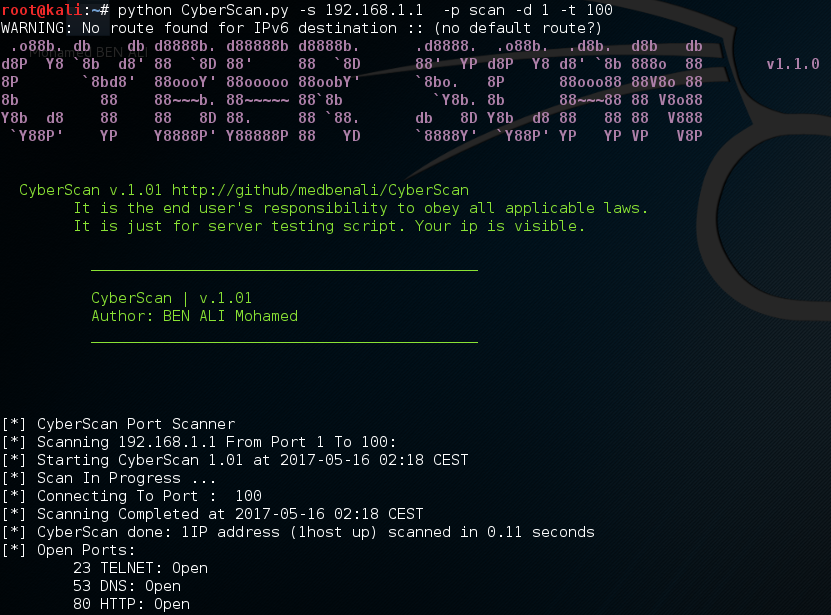 root@kali:~# python CyberScan.py -s 192.168.1.1  -p scan -d 1 -t 100
WARNING: No route found for IPv6 destination :: (no default route?)
Mohamed BEN ALI
 .o88b. db    db d8888b. d88888b d8888b.      .d8888.  .o88b.  .d8b.  d8b   db
d8P  Y8 `8b  d8' 88  `8D 88'     88  `8D      88'  YP d8P  Y8 d8' `8b 888o  88       v1.1.0
8P       `8bd8'  88oooY' 88ooooo 88oobY'      `8bo.   8P      88ooo88 88V8o 88
8b         88    88~~~b. 88~~~~~ 88`8b          `Y8b. 8b      88~~~88 88 V8o88
Y8b  d8    88    88   8D 88.     88 `88.      db   8D Y8b  d8 88   88 88  V888
 `Y88P'    YP    Y8888P' Y88888P 88   YD      `8888Y'  `Y88P' YP   YP VP   V8P
  CyberScan v.1.01 http://github/medbenali/CyberScan
        It is the end user's responsibility to obey all applicable laws.
        It is just for server testing script. Your ip is visible.
          ___________________________________________
          CyberScan | v.1.01
          Author: BEN ALI Mohamed
          ___________________________________________
[*] CyberScan Port Scanner
[*] Scanning 192.168.1.1 From Port 1 To 100:
[*] Starting CyberScan 1.01 at 2017-05-16 02:18 CEST
[*] Scan In Progress ...
[*] Connecting To Port :  100
[*] Scanning Completed at 2017-05-16 02:18 CEST
[*] CyberScan done: 1IP address (1host up) scanned in 0.11 seconds
[*] Open Ports:
        23 TELNET: Open
        53 DNS: Open
        80 HTTP: Open